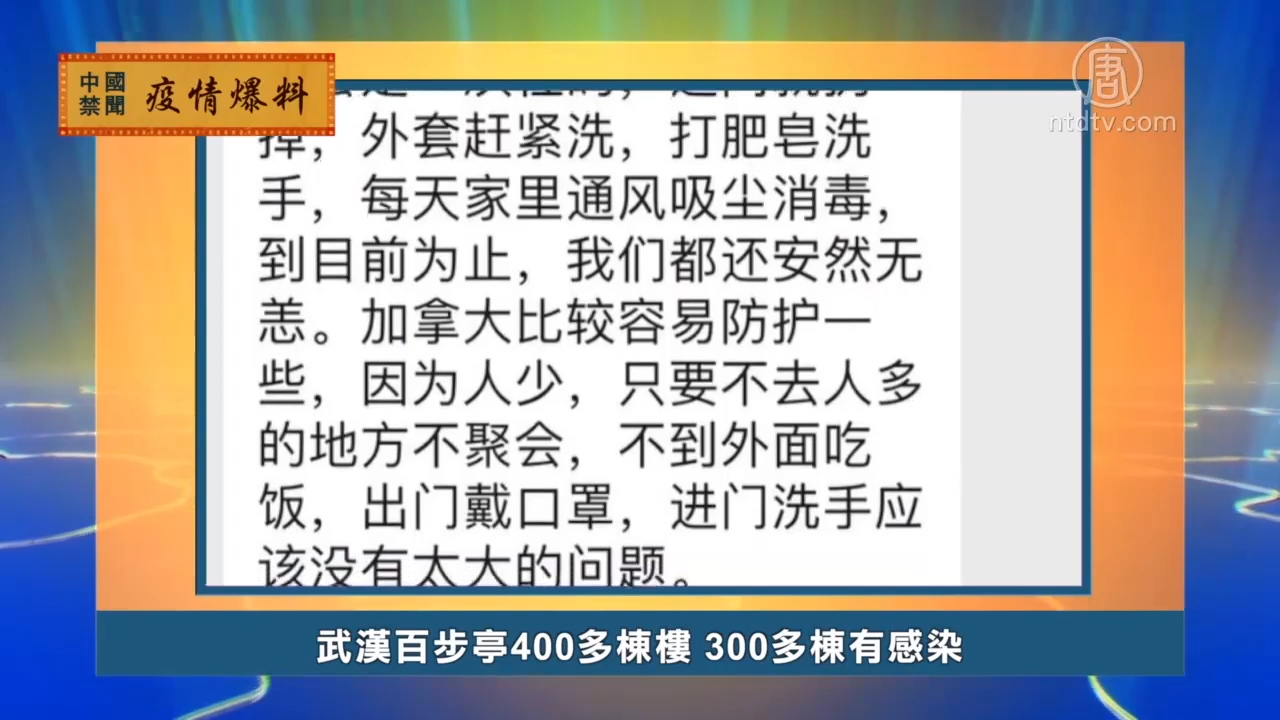 中國
禁聞
疫情爆料
唐
ntdtv.com
掉，外套赶紧洗，打肥皂洗
手，每天家里通风吸尘消毒，
到目前为止，我们都还安然无
恙。加拿大比较容易防护一
些，因为人少，只要不去人多
的地方不聚会，不到外面吃
饭，出门戴口罩，进门洗手应
该没有太大的问题。
武漢百步亭400多棟樓 300多棟有感染